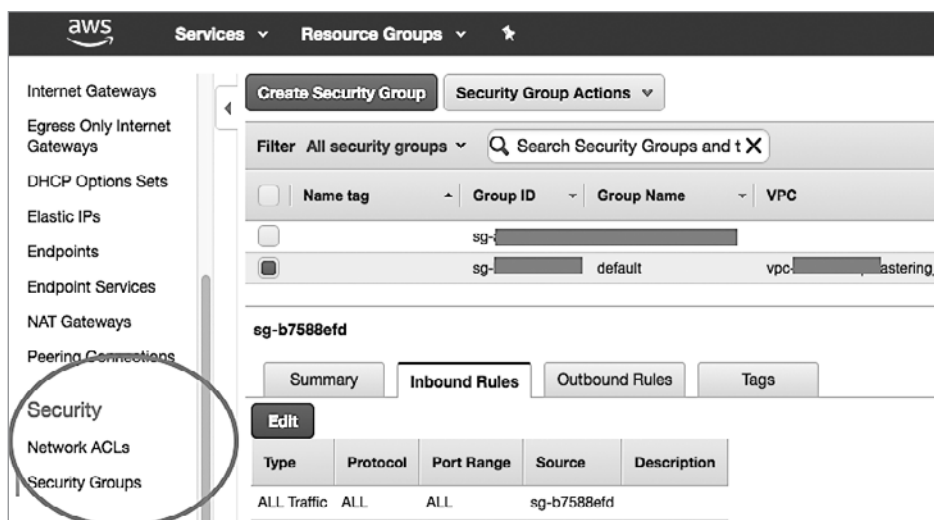 aws
Services Resource Groups
Internet Gateways
Egress Only Internet
Gateways
DHCP Options Sets
Elastic IPs
Endpoints
Endpoint Services
NAT Gateways
Peering Connections
Security
Network ACLs
Security Groups
Create Security Group Security Group Actions
Filter All security groups Search Security Groups and t
Name tag Group ID Group Name VPC
sg-
sg- default vpc- astering_
sg-b7588efd
Summary Inbound Rules Outbound Rules Tags
Edit
Type Protocol Port Range Source Description
ALL Traffic ALL ALL sg-b7588efd